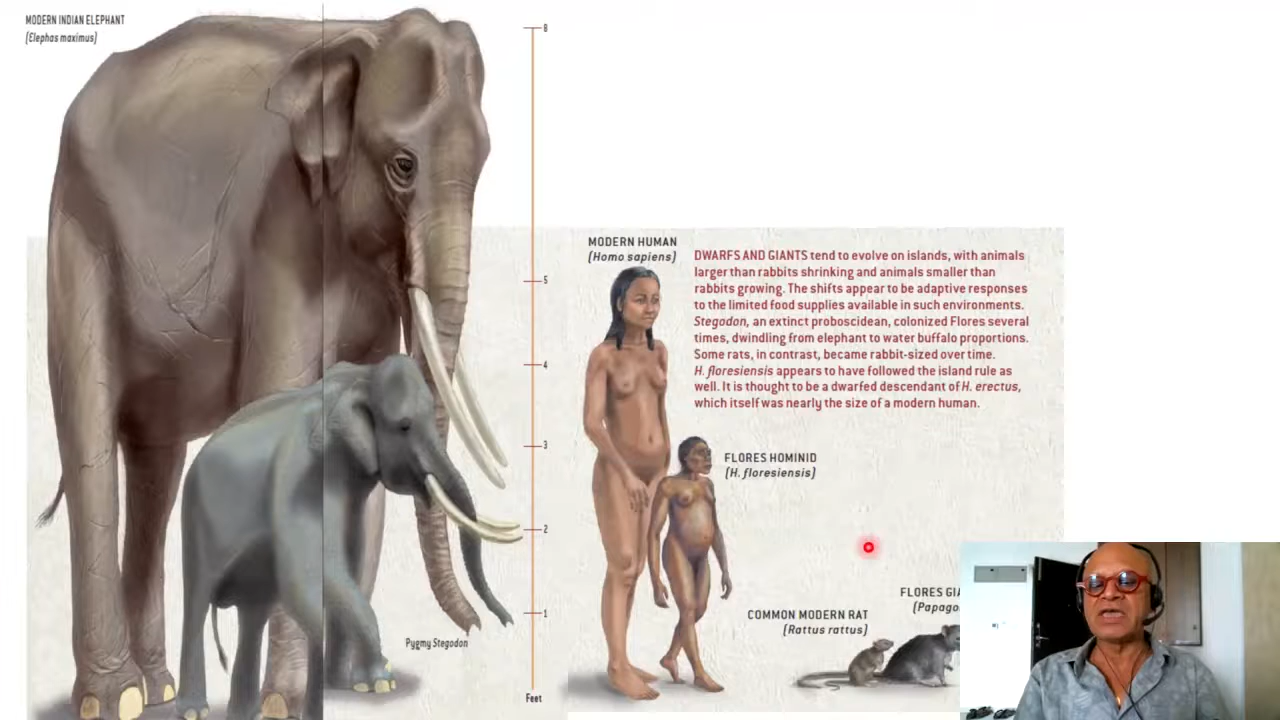 MODERN INDIAN ELEPHANT
(Elephas maximus)
8
5
4
3
2
1
Feet
Pygmy Stegodon
MODERN HUMAN
(Homo sapiens)
DWARFS AND GIANTS tend to evolve on islands, with animals
larger than rabbits shrinking and animals smaller than
rabbits growing. The shifts appear to be adaptive responses
to the limited food supplies available in such environments.
Stegodon, an extinct proboscidean, colonized Flores several
times, dwindling from elephant to water buffalo proportions.
Some rats, in contrast, became rabbit-sized over time.
H. floresiensis appears to have followed the island rule as
well. It is thought to be a dwarfed descendant of H. erectus,
which itself was nearly the size of a modern human.
FLORES HOMINID
(H. floresiensis)
COMMON MODERN RAT
(Rattus rattus)
FLORES